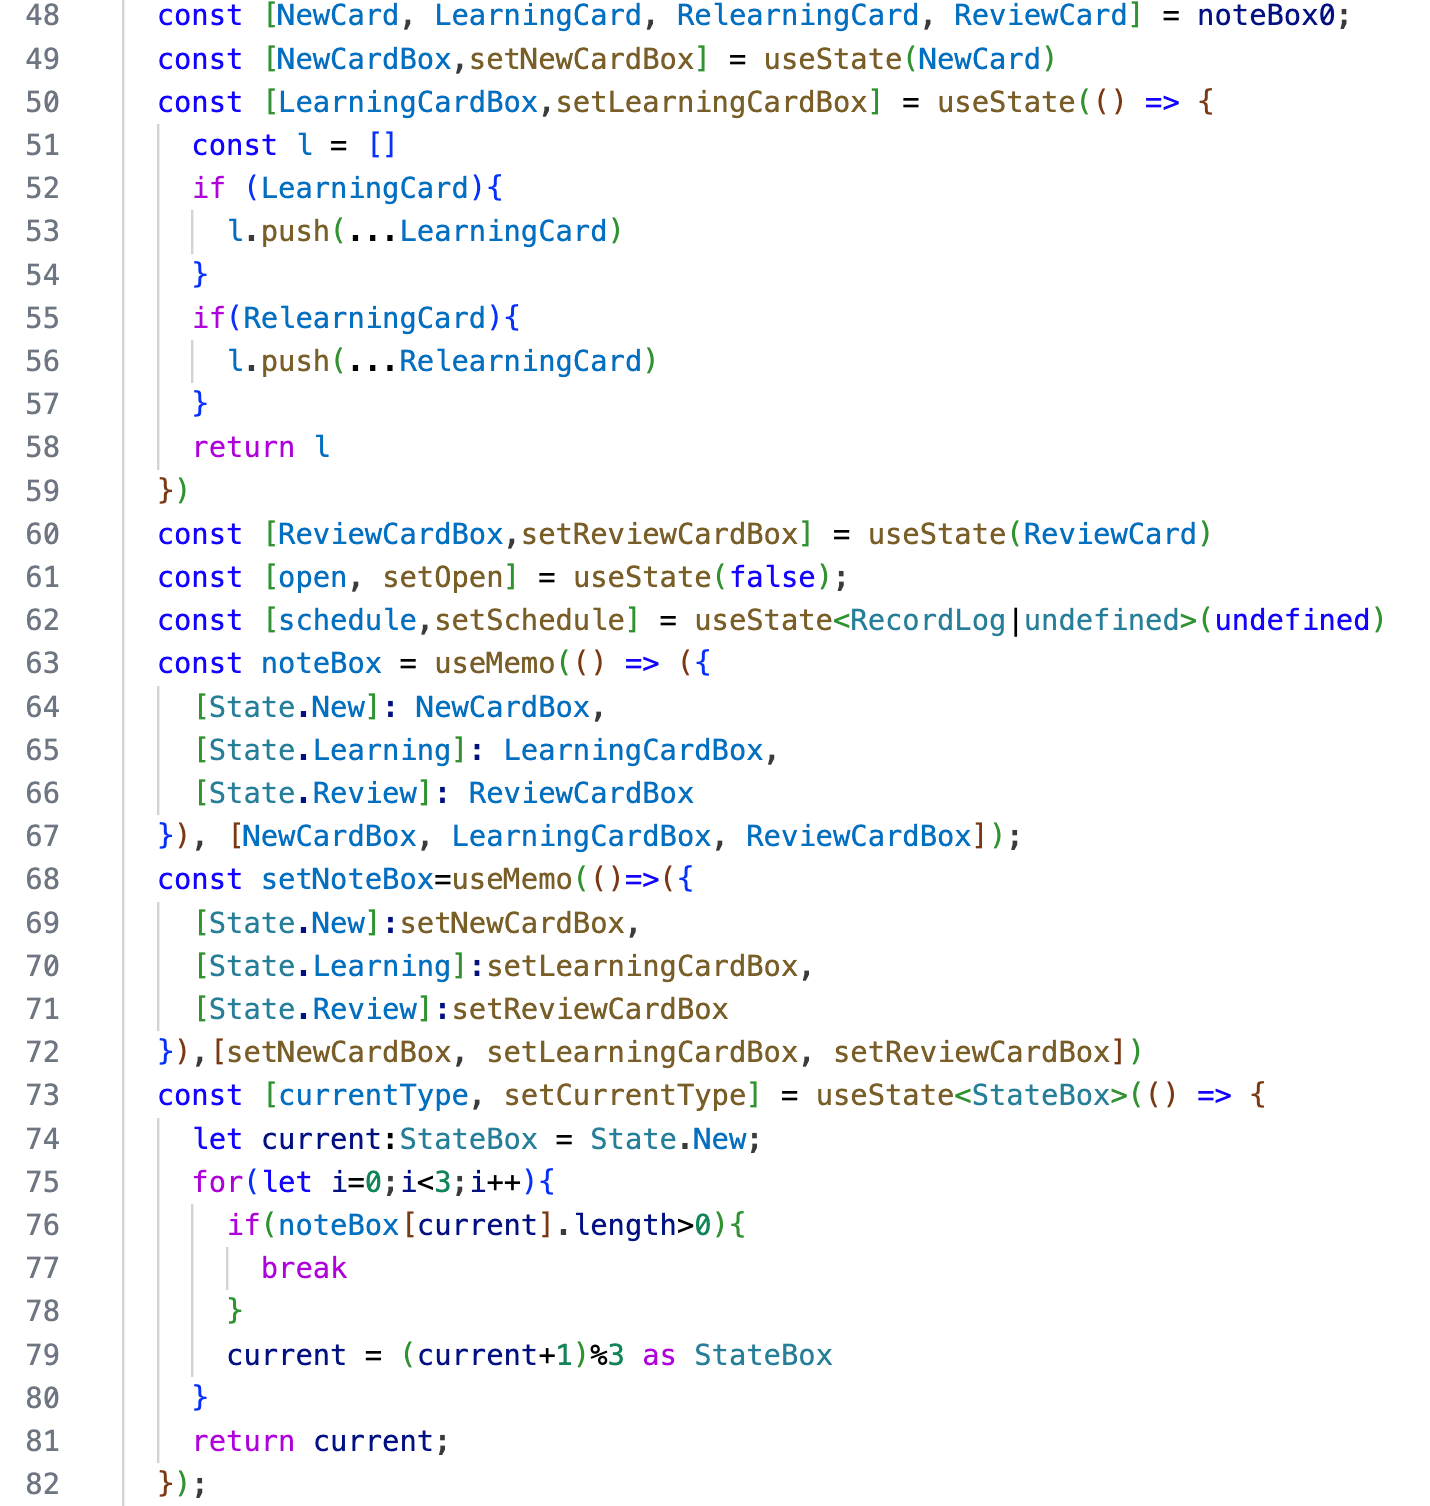 48 const [NewCard, LearningCard, RelearningCard, ReviewCard] = noteBox0;
49 const [NewCardBox,setNewCardBox] = useState(NewCard)
50 const [LearningCardBox,setLearningCardBox] = useState(() => {
51 const l = []
52 if (LearningCard){
53 l.push(...LearningCard)
54 }
55 if(RelearningCard){
56 l.push(...RelearningCard)
57 }
58 return l
59 })
60 const [ReviewCardBox,setReviewCardBox] = useState(ReviewCard)
61 const [open, setOpen] = useState(false);
62 const [schedule,setSchedule] = useState<RecordLog|undefined>(undefined)
63 const noteBox = useMemo(() => ({
64 [State.New]: NewCardBox,
65 [State.Learning]: LearningCardBox,
66 [State.Review]: ReviewCardBox
67 }), [NewCardBox, LearningCardBox, ReviewCardBox]);
68 const setNoteBox=useMemo(()=>({
69 [State.New]:setNewCardBox,
70 [State.Learning]:setLearningCardBox,
71 [State.Review]:setReviewCardBox
72 }),[setNewCardBox, setLearningCardBox, setReviewCardBox])
73 const [currentType, setCurrentType] = useState<StateBox>(() => {
74 let current:StateBox = State.New;
75 for(let i=0;i<3;i++){
76 if(noteBox[current].length>0){
77 break
78 }
79 current = (current+1)%3 as StateBox
80 }
81 return current;
82 });